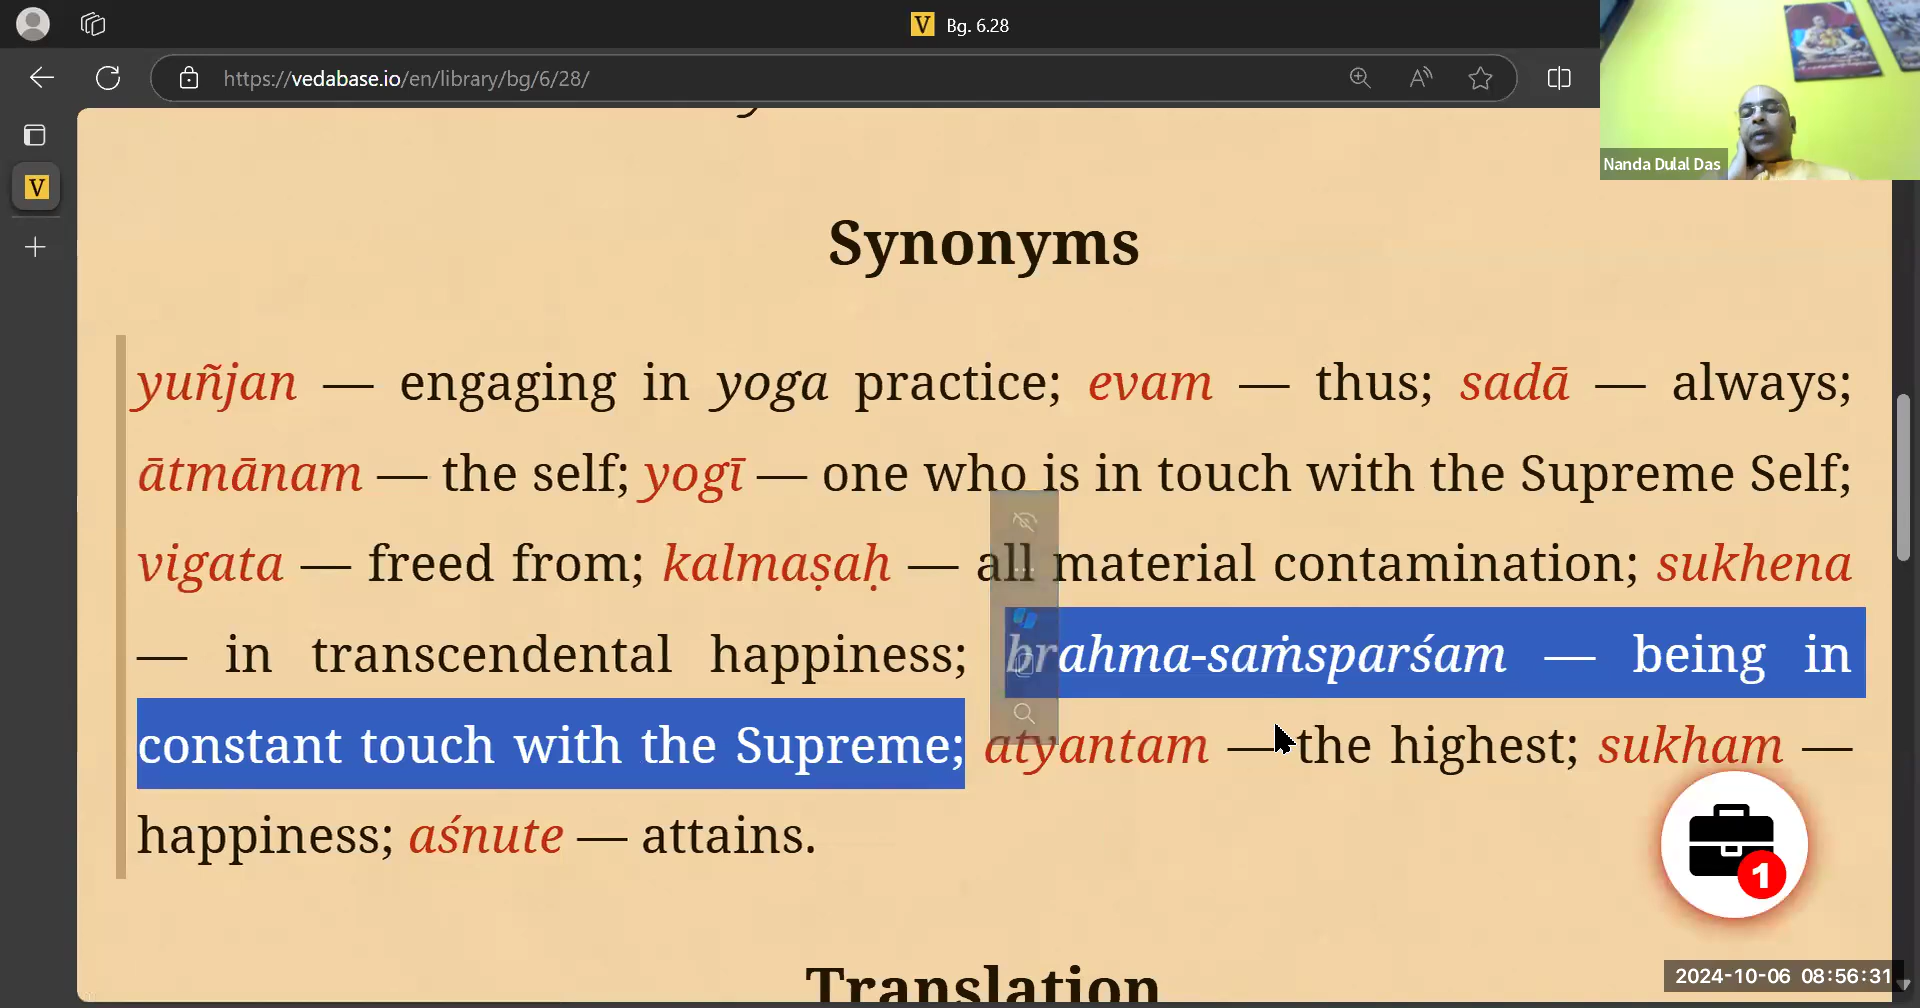 V Bg. 6.28
https://vedabase.io/en/library/bg/6/28/
Nanda Dulal Das
V
Synonyms
yuñjan — engaging in yoga practice; evam — thus; sadā — always;
ātmānam — the self; yogī — one who is in touch with the Supreme Self;
vigata — freed from; kalmaṣaḥ — all material contamination; sukhena
— in transcendental happiness; brahma-saṁsparśam — being in
constant touch with the Supreme; atyantam — the highest; sukham —
happiness; aśnute — attains.
1
Translation
2024-10-06 08:56:31